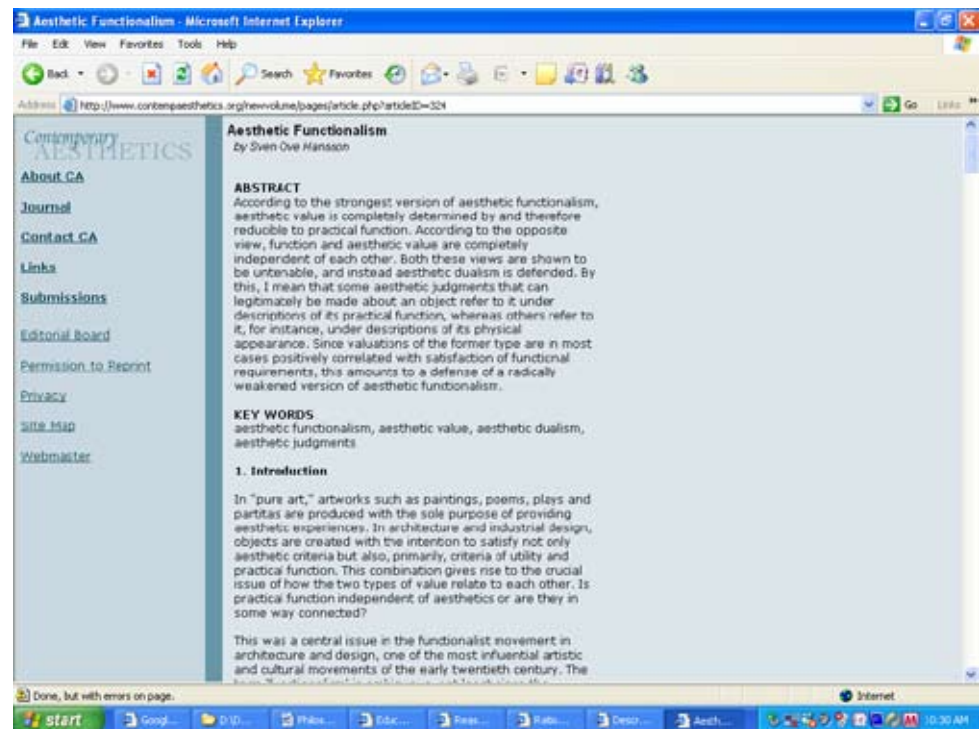 Aesthetic Functionalism - Microsoft Internet Explorer
File Edit View Favorites Tools Help
Back Search Favorites
Address http://www.contempaesthetics.org/newvolume/pages/article.php?articleID=324 Go Links
Contemporary
AESTHETICS
About CA
Journal
Contact CA
Links
Submissions
Editorial Board
Permission to Reprint
Privacy
Site Map
Webmaster
Aesthetic Functionalism
by Sven Ove Hansson
ABSTRACT
According to the strongest version of aesthetic functionalism,
aesthetic value is completely determined by and therefore
reducible to practical function. According to the opposite
view, function and aesthetic value are completely
independent of each other. Both these views are shown to
be untenable, and instead aesthetic dualism is defended. By
this, I mean that some aesthetic judgments that can
legitimately be made about an object refer to it under
descriptions of its practical function, whereas others refer to
it, for instance, under descriptions of its physical
appearance. Since valuations of the former type are in most
cases positively correlated with satisfaction of functional
requirements, this amounts to a defense of a radically
weakened version of aesthetic functionalism.
KEY WORDS
aesthetic functionalism, aesthetic value, aesthetic dualism,
aesthetic judgments
1. Introduction
In "pure art," artworks such as paintings, poems, plays and
partitas are produced with the sole purpose of providing
aesthetic experiences. In architecture and industrial design,
objects are created with the intention to satisfy not only
aesthetic criteria but also, primarily, criteria of utility and
practical function. This combination gives rise to the crucial
issue of how the two types of value relate to each other. Is
practical function independent of aesthetics or are they in
some way connected?
This was a central issue in the functionalist movement in
architecture and design, one of the most influential artistic
and cultural movements of the early twentieth century. The
Done, but with errors on page. Internet
start Googl... D:\D... Philos... Educ... Reas... Descr... Aesth... 10:30 AM